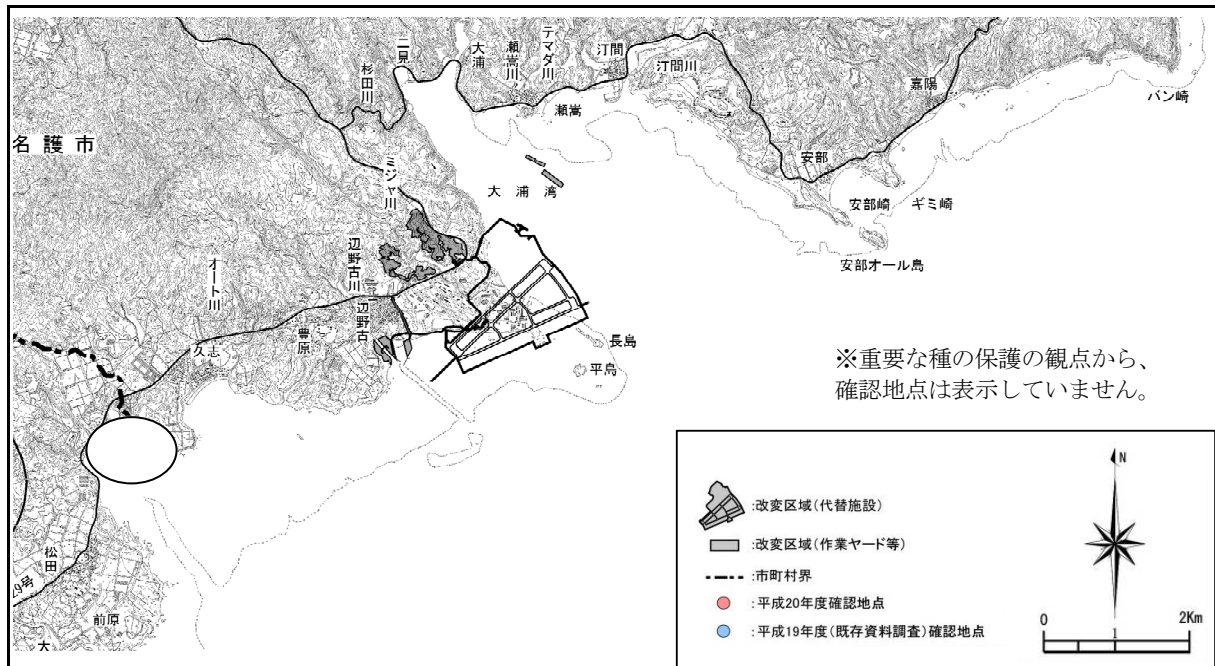 二見
大浦
瀬嵩川
テマダ川
汀間
汀間川
嘉陽
バン崎
杉田川
瀬嵩
名護市
ミジャ川
安部
大浦湾
安部崎
ギミ崎
安部オール島
オート川
辺野古川
辺野古
豊原
久志
長島
平島
※重要な種の保護の観点から、
確認地点は表示していません。
松田
29号
前原
大
N
:改変区域(代替施設)
:改変区域(作業ヤード等)
:市町村界
:平成20年度確認地点
:平成19年度(既存資料調査)確認地点
0 1 2Km